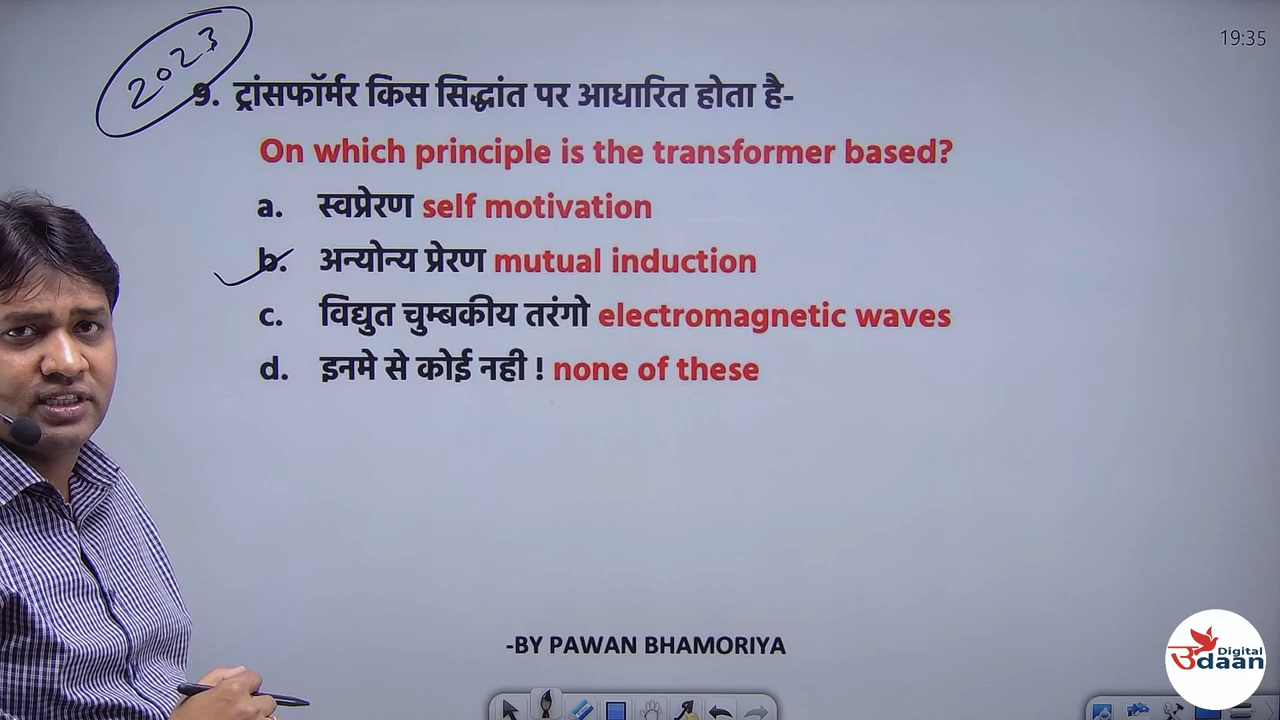 19:35
2023
9. ट्रांसफॉर्मर किस सिद्धांत पर आधारित होता है-
On which principle is the transformer based?
a. स्वप्रेरण self motivation
b. अन्योन्य प्रेरण mutual induction
c. विद्युत चुम्बकीय तरंगो electromagnetic waves
d. इनमे से कोई नही ! none of these
-BY PAWAN BHAMORIYA
Digital
उdaan